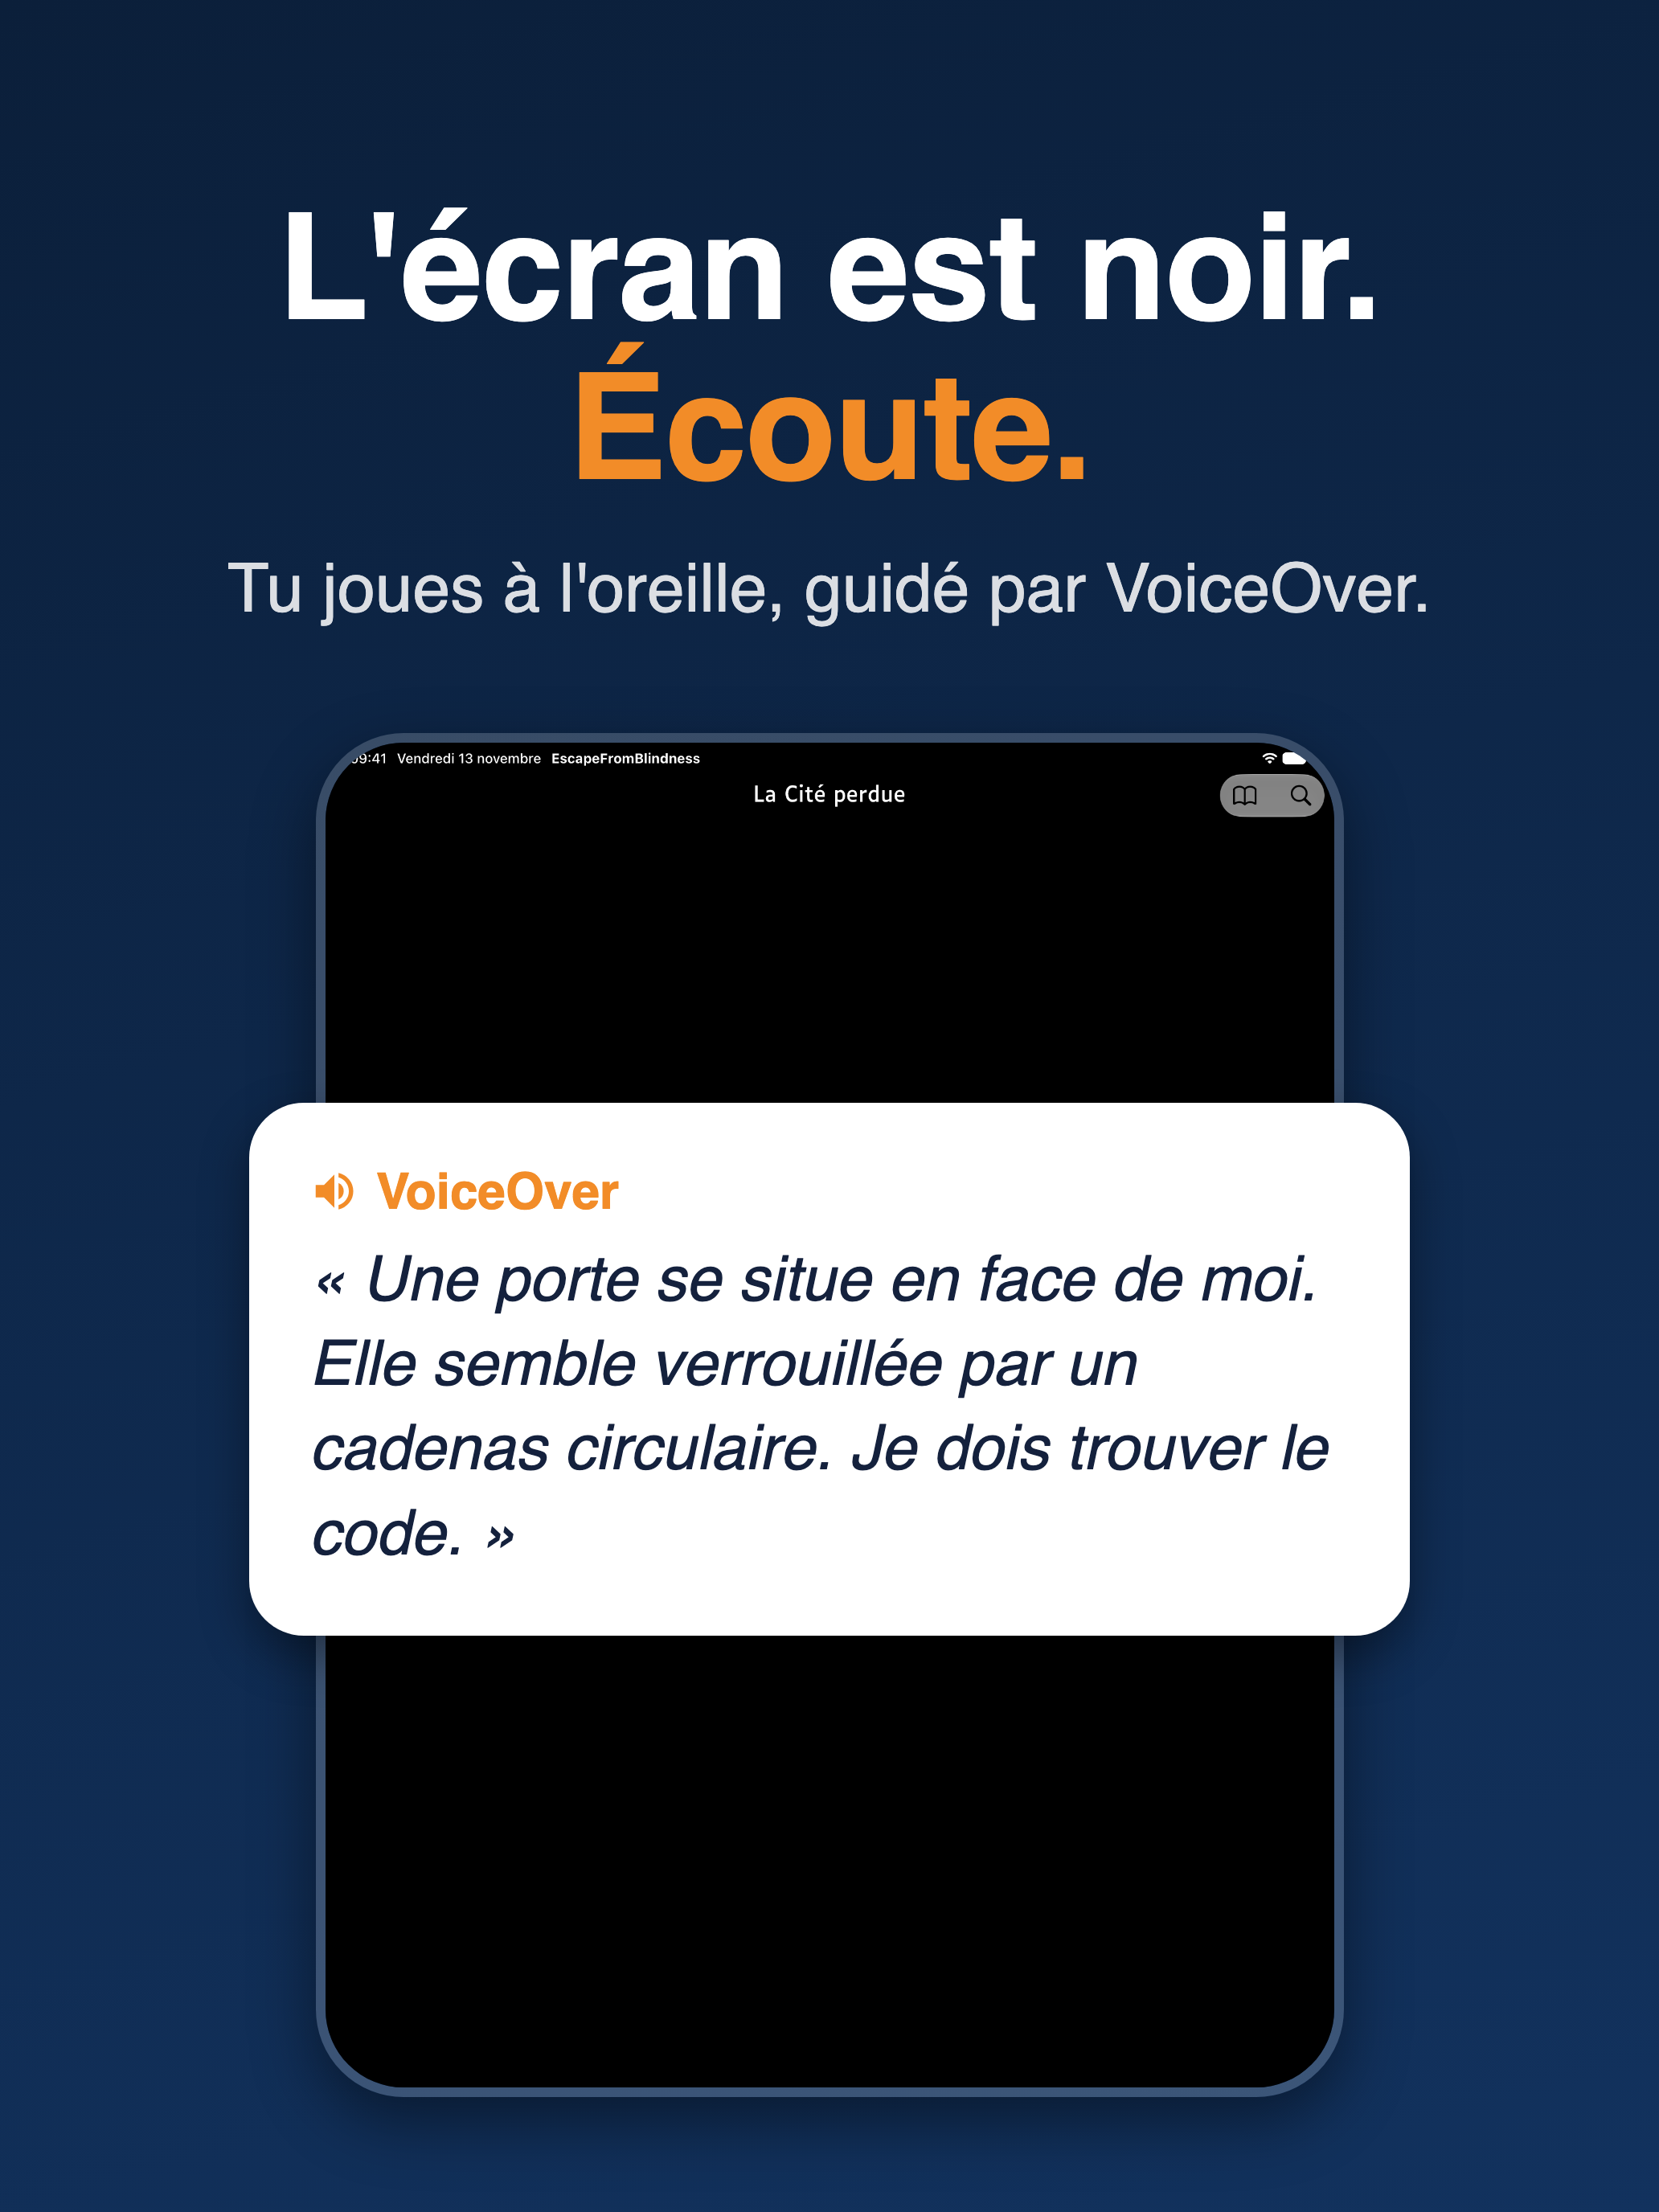 L'écran est noir.
Écoute.
Tu joues à l'oreille, guidé par VoiceOver.
09:41 Vendredi 13 novembre EscapeFromBlindness
La Cité perdue
VoiceOver
« Une porte se situe en face de moi.
Elle semble verrouillée par un
cadenas circulaire. Je dois trouver le
code. »